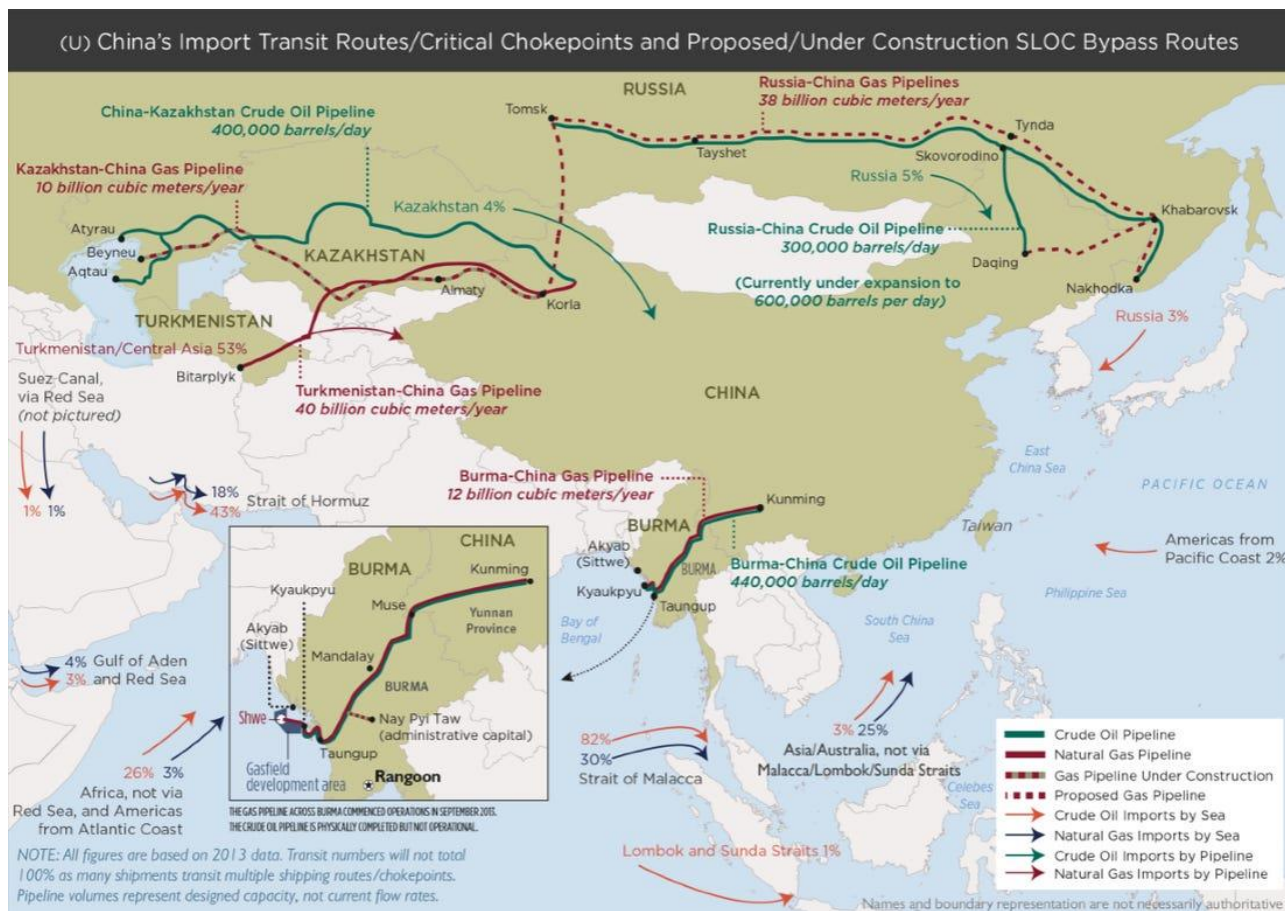 (U) China's Import Transit Routes/Critical Chokepoints and Proposed/Under Construction SLOC Bypass Routes
RUSSIA
Russia-China Gas Pipelines
38 billion cubic meters/year
China-Kazakhstan Crude Oil Pipeline
400,000 barrels/day
Tomsk
Tynda
Tayshet
Skovorodino
Kazakhstan-China Gas Pipeline
10 billion cubic meters/year
Russia 5%
Kazakhstan 4%
Khabarovsk
Atyrau
Beyneu
Aqtau
KAZAKHSTAN
Russia-China Crude Oil Pipeline
300,000 barrels/day
(Currently under expansion to
600,000 barrels per day)
Daqing
Nakhodka
Almaty
Korla
TURKMENISTAN
Russia 3%
Turkmenistan/Central Asia 53%
Bitarplyk
Suez Canal,
via Red Sea
(not pictured)
1%
1%
Turkmenistan-China Gas Pipeline
40 billion cubic meters/year
CHINA
East
China Sea
PACIFIC OCEAN
18%
43%
Strait of Hormuz
Burma-China Gas Pipeline
12 billion cubic meters/year
Kunming
BURMA
Akyab
(Sittwe)
BURMA
Kyaukpyu
Taungup
Burma-China Crude Oil Pipeline
440,000 barrels/day
Taiwan
Americas from
Pacific Coast 2%
Philippine Sea
Bay of
Bengal
South China
Sea
CHINA
BURMA
Kunming
Kyaukpyu
Muse
Yunnan
Province
Akyab
(Sittwe)
Mandalay
BURMA
Shwe
Nay Pyi Taw
(administrative capital)
Taungup
Gasfield
development area
Rangoon
THE GAS PIPELINE ACROSS BURMA COMMENCED OPERATIONS IN SEPTEMBER 2013.
THE CRUDE OIL PIPELINE IS PHYSICALLY COMPLETED BUT NOT OPERATIONAL.
4%
3%
Gulf of Aden
and Red Sea
26%
3%
Africa, not via
Red Sea, and Americas
from Atlantic Coast
82%
30%
Strait of Malacca
3%
25%
Asia/Australia, not via
Malacca/Lombok/Sunda Straits
Celebes
Sea
Lombok and Sunda Straits 1%
Crude Oil Pipeline
Natural Gas Pipeline
Gas Pipeline Under Construction
Proposed Gas Pipeline
Crude Oil Imports by Sea
Natural Gas Imports by Sea
Crude Oil Imports by Pipeline
Natural Gas Imports by Pipeline
NOTE: All figures are based on 2013 data. Transit numbers will not total
100% as many shipments transit multiple shipping routes/chokepoints.
Pipeline volumes represent designed capacity, not current flow rates.
Names and boundary representation are not necessarily authoritative